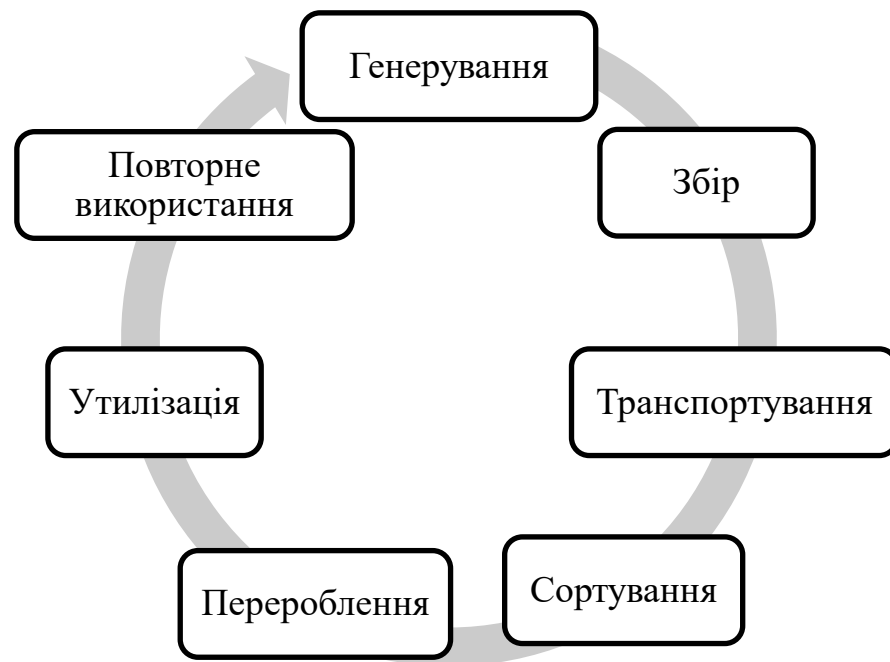 Генерування
Збір
Транспортування
Сортування
Перероблення
Утилізація
Повторне
використання